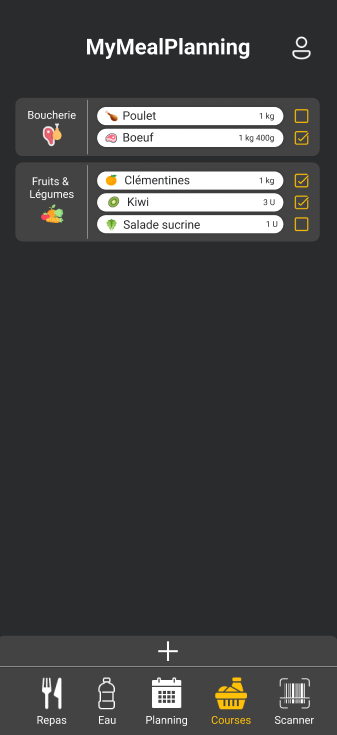 MyMealPlanning
Boucherie
Poulet 1 kg
Boeuf 1 kg 400g
Fruits &
Légumes
Clémentines 1 kg
Kiwi 3 U
Salade sucrine 1 U
Repas
Eau
Planning
Courses
Scanner